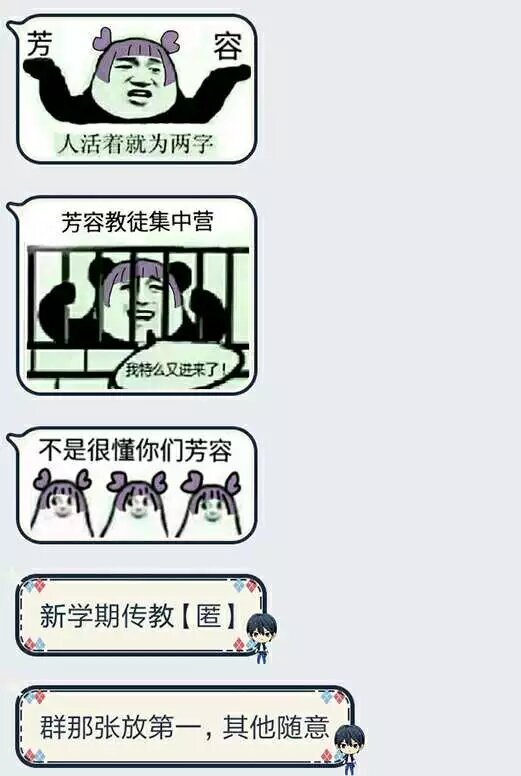 芳 容
人活着就为两字
芳容教徒集中营
我特么又进来了!
不是很懂你们芳容
新学期传教【匿】
群那张放第一,其他随意